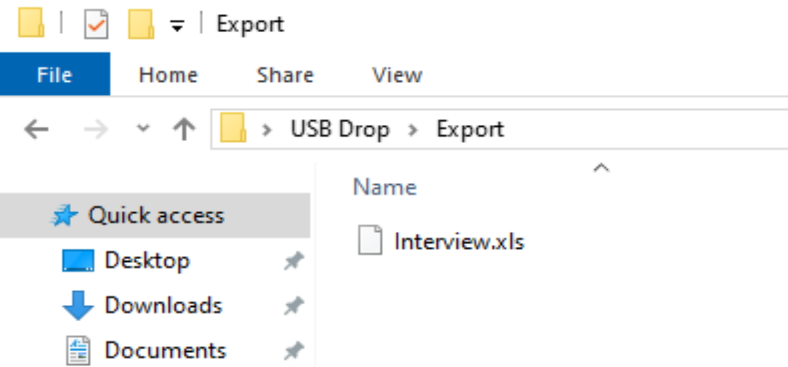 Export
File Home Share View
USB Drop Export
Name
Quick access
Interview.xls
Desktop
Downloads
Documents